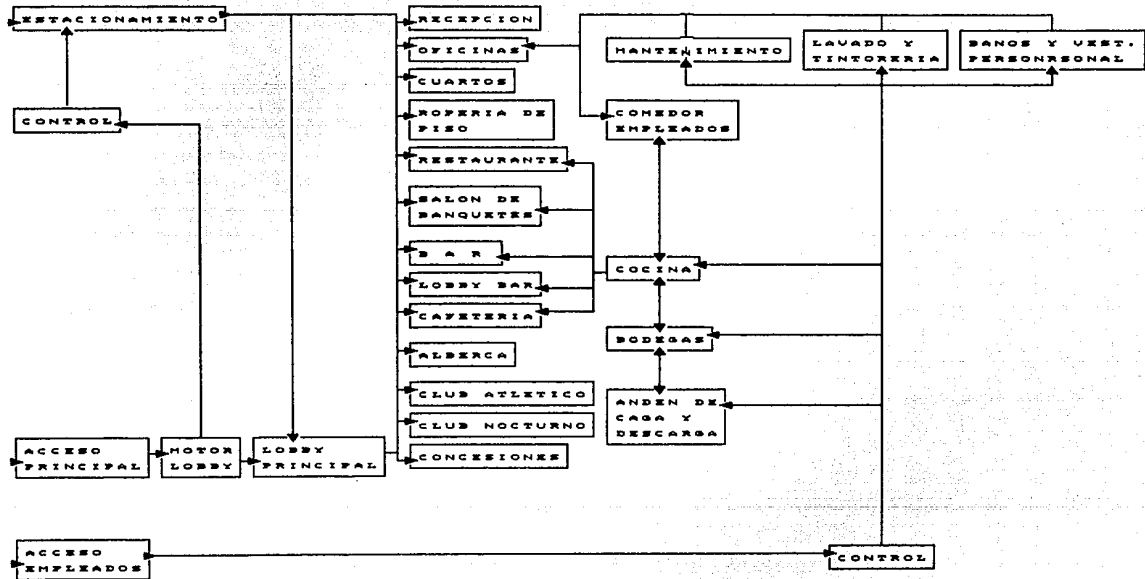 ESTACIONAMIENTO
CONTROL
ACCESO
PRINCIPAL
MOTOR
LOBBY
LOBBY
PRINCIPAL
RECEPCION
OFICINAS
CUARTOS
ROPERIA DE
PISO
RESTAURANTE
SALON DE
BANQUETES
B A R
LOBBY BAR
CAFETERIA
ALBERCA
CLUB ATLETICO
CLUB NOCTURNO
CONCESIONES
MANTELIMIENTO
LAVADO Y
TINTORERIA
BANOS Y VEST.
PERSONRSONAL
COMEDOR
EMPLEADOS
COCINA
BODEGAS
ANDEN DE
CAGA Y
DESCARGA
ACCESO
EMPLEADOS
CONTROL